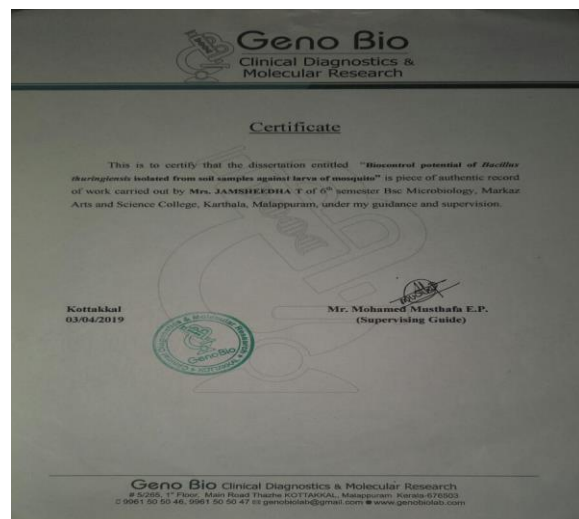 Geno Bio
Clinical Diagnostics &
Molecular Research
Certificate
This is to certify that the dissertation entitled "Biocontrol potential of Bacillus
thuringiensis isolated from soil samples against larva of mosquito" is piece of authentic record
of work carried out by Mrs. JAMSHEEDHA T of 6th semester Bsc Microbiology, Markaz
Arts and Science College, Karthala, Malappuram, under my guidance and supervision.
Kottakkal
03/04/2019
Mr. Mohamed Musthafa E.P.
(Supervising Guide)
GenoBio
Geno Bio Clinical Diagnostics & Molecular Research
# 5/265, 1st Floor, Main Road Thazhe KOTTAKKAL, Malappuram. Kerala-676503
9961 50 50 46, 9961 50 50 47 genobiolab@gmail.com www.genobiolab.com